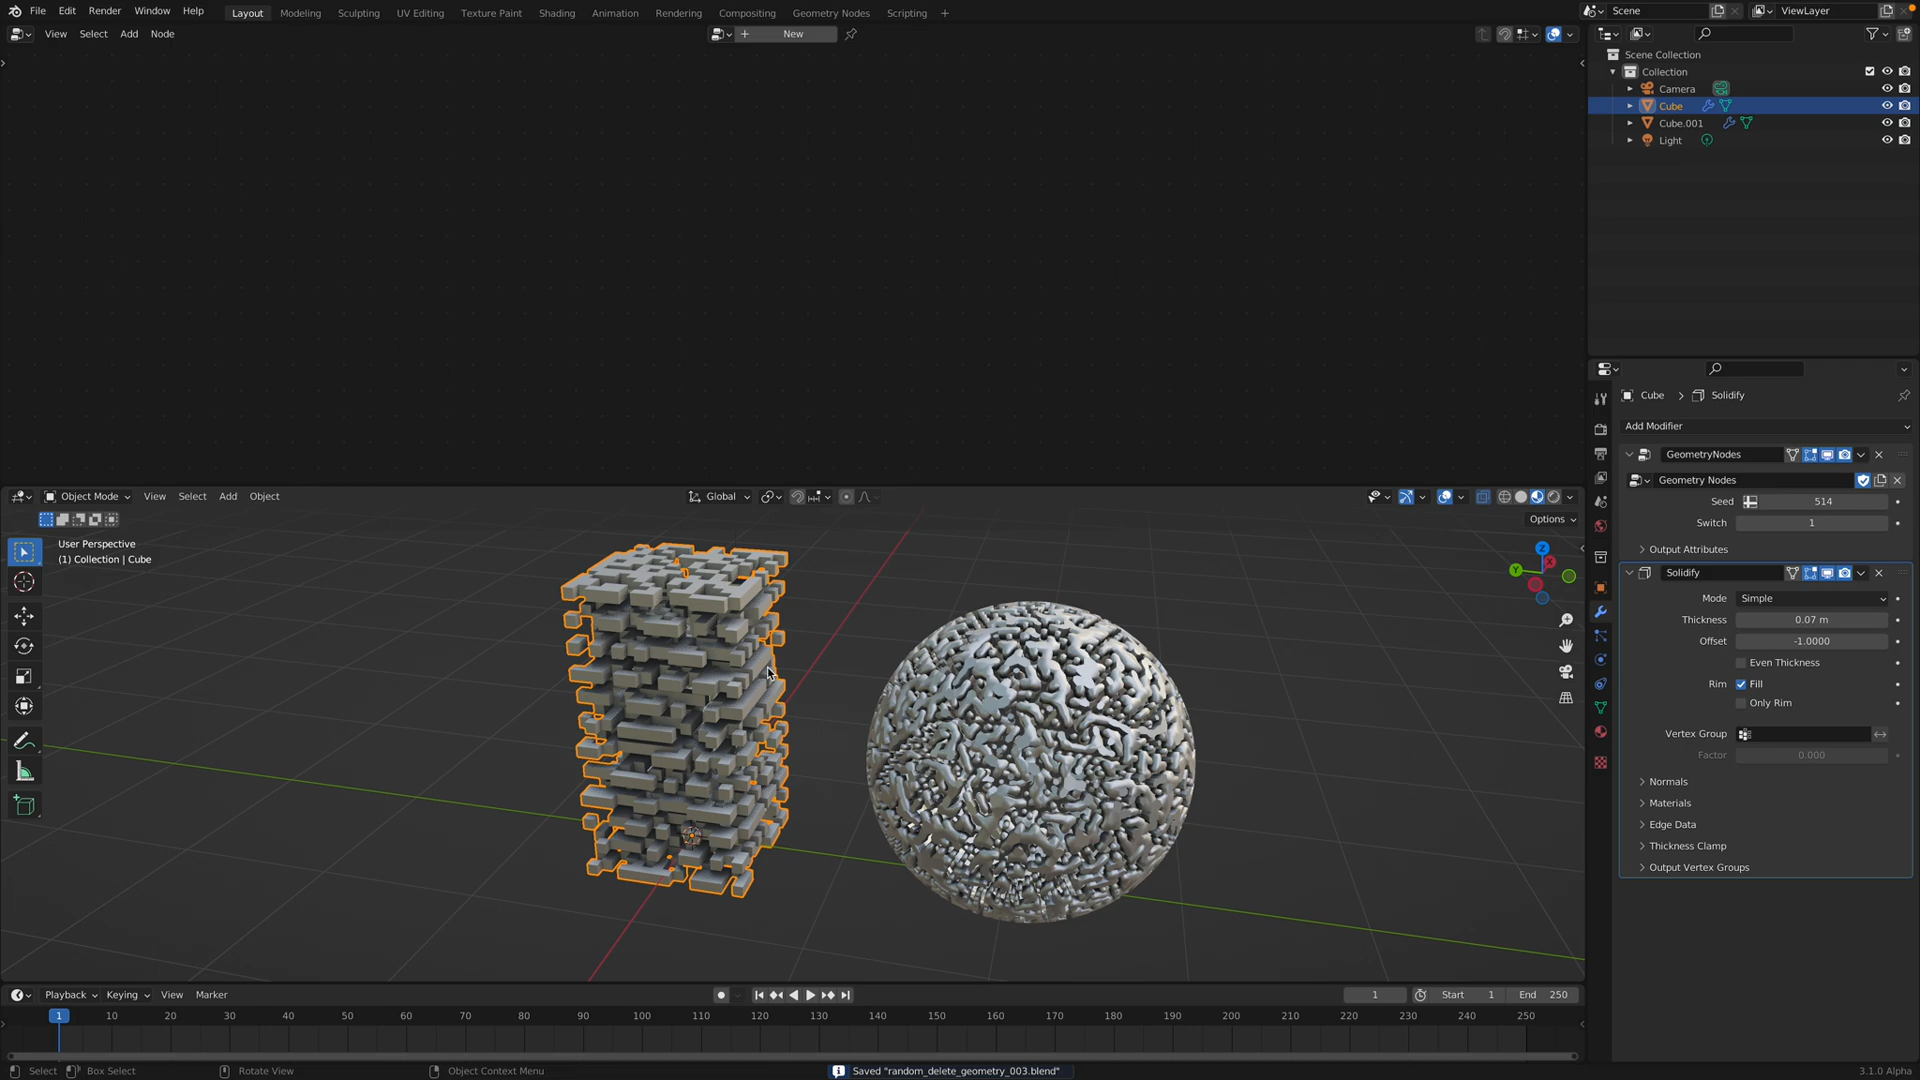 File Edit Render Window Help Layout Modeling Sculpting UV Editing Texture Paint Shading Animation Rendering Compositing Geometry Nodes Scripting + Scene ViewLayer
View Select Add Node + New
Scene Collection
Collection
Camera
Cube
Cube.001
Light
Cube > Solidify
Add Modifier
GeometryNodes
Geometry Nodes
Seed 514
Switch 1
Output Attributes
Solidify
Mode Simple
Thickness 0.07 m
Offset -1.0000
Even Thickness
Rim Fill
Only Rim
Vertex Group
Factor 0.000
Normals
Materials
Edge Data
Thickness Clamp
Output Vertex Groups
Object Mode View Select Add Object Global
Options
User Perspective
(1) Collection | Cube
Z
X
Y
Playback Keying View Marker 1 Start 1 End 250
1 10 20 30 40 50 60 70 80 90 100 110 120 130 140 150 160 170 180 190 200 210 220 230 240 250
Select Box Select Rotate View Object Context Menu Saved "random_delete_geometry_003.blend" 3.1.0 Alpha